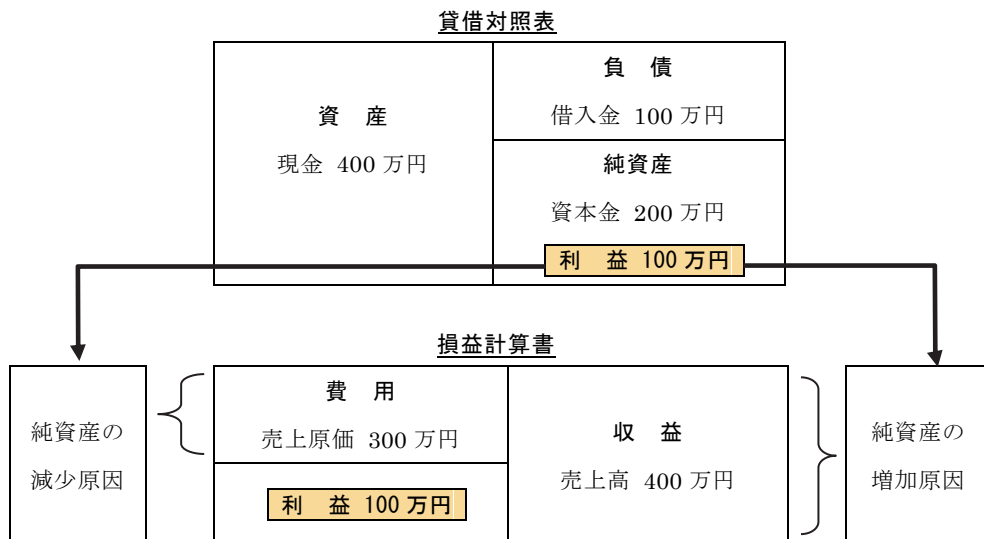 貸借対照表
資　産
現金 400 万円
負　債
借入金 100 万円
純資産
資本金 200 万円
利　益 100 万円
損益計算書
純資産の
減少原因
費　用
売上原価 300 万円
利　益 100 万円
収　益
売上高 400 万円
純資産の
増加原因